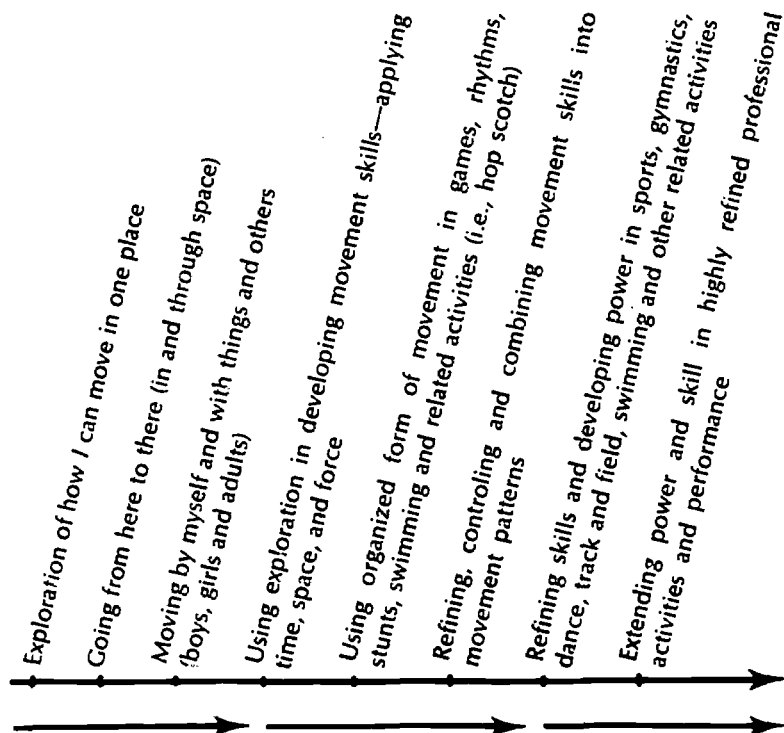 Exploration of how I can move in one place
Going from here to there (in and through space)
Moving by myself and with things and others
(boys, girls and adults)
Using exploration in developing movement skills—applying
time, space, and force
Using organized form of movement in games, rhythms,
stunts, swimming and related activities (i.e., hop scotch)
Refining, controling and combining movement skills into
movement patterns
Refining skills and developing power in sports, gymnastics,
dance, track and field, swimming and other related activities
Extending power and skill in highly refined professional
activities and performance